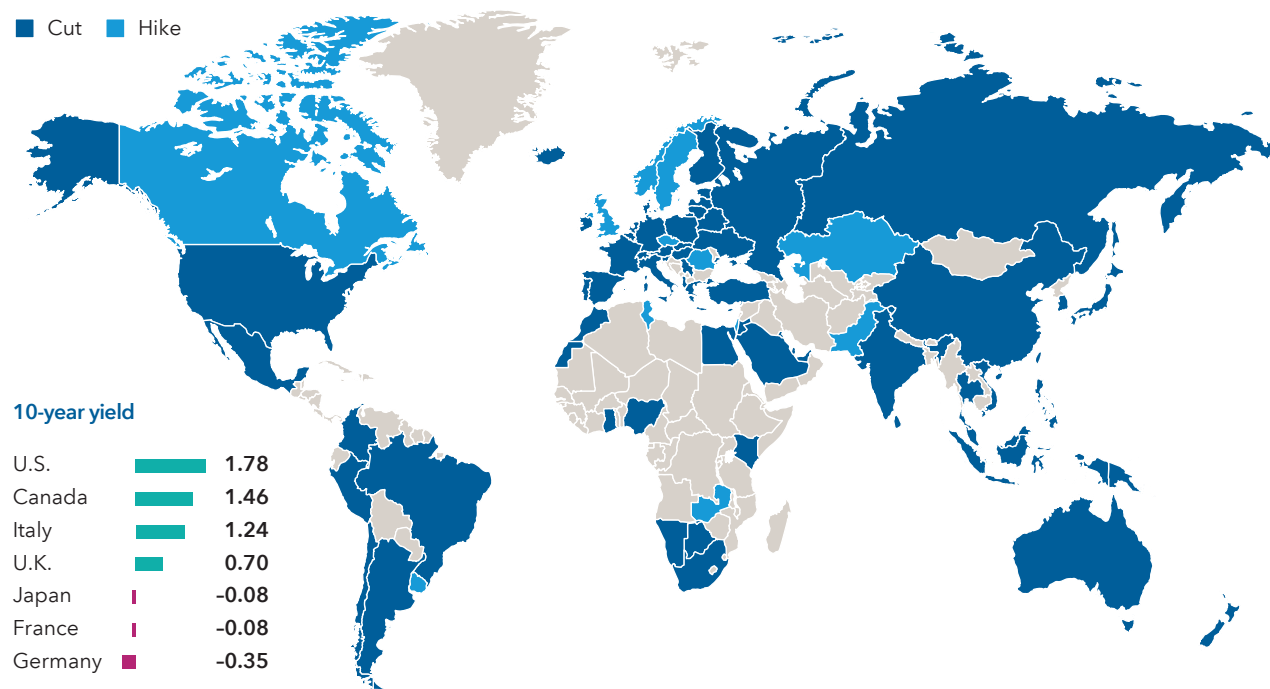 Cut Hike
10-year yield
U.S. 1.78
Canada 1.46
Italy 1.24
U.K. 0.70
Japan –0.08
France –0.08
Germany –0.35